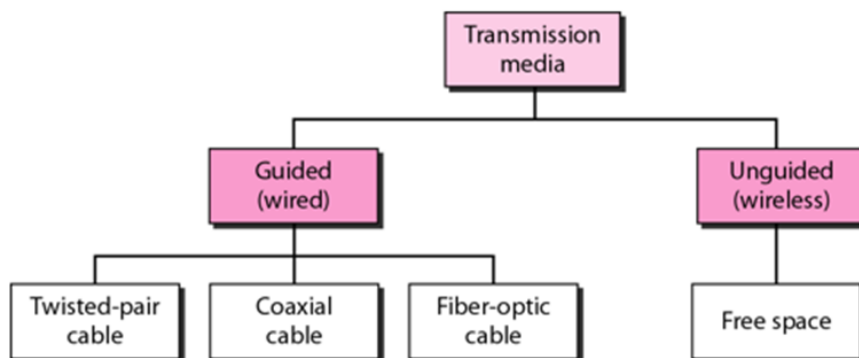 Transmission
media
Guided
(wired)
Unguided
(wireless)
Twisted-pair
cable
Coaxial
cable
Fiber-optic
cable
Free space